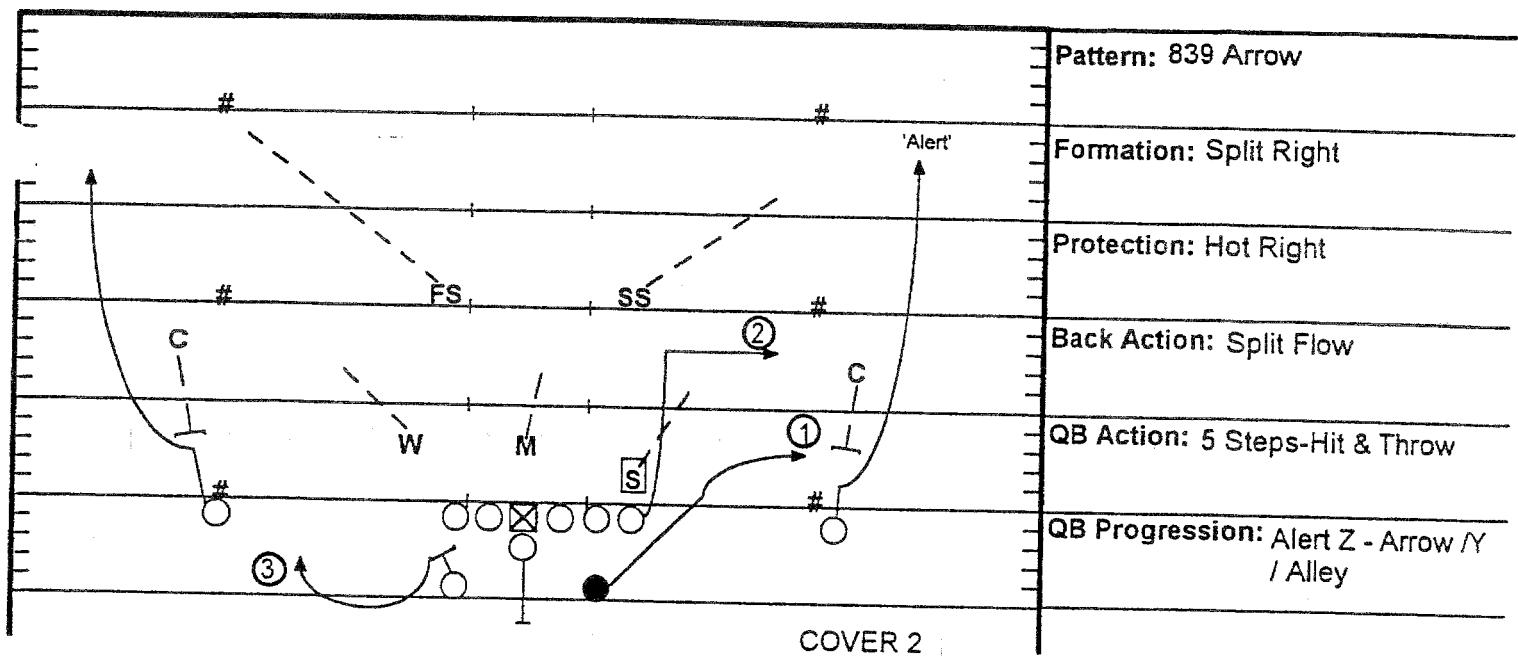 Pattern: 839 Arrow
# #
'Alert'
Formation: Split Right
Protection: Hot Right
# FS SS #
C 2 C
Back Action: Split Flow
W M S 1
QB Action: 5 Steps-Hit & Throw
# #
3
QB Progression: Alert Z - Arrow /Y
/ Alley
COVER 2